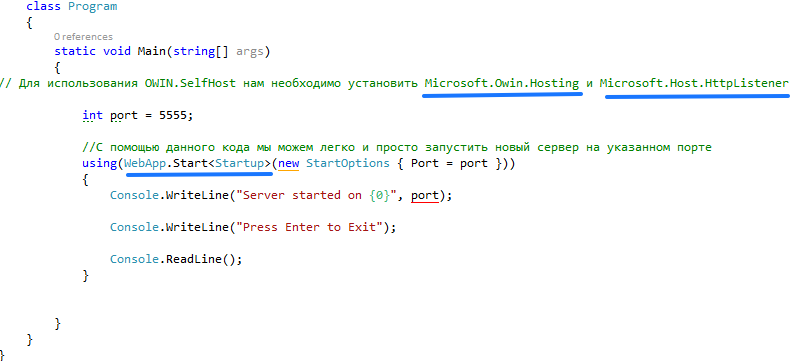 class Program
{
0 references
static void Main(string[] args)
{
// Для использования OWIN.SelfHost нам необходимо установить Microsoft.Owin.Hosting и Microsoft.Host.HttpListener
int port = 5555;
//С помощью данного кода мы можем легко и просто запустить новый сервер на указанном порте
using(WebApp.Start<Startup>(new StartOptions { Port = port }))
{
Console.WriteLine("Server started on {0}", port);
Console.WriteLine("Press Enter to Exit");
Console.ReadLine();
}
}
}
}